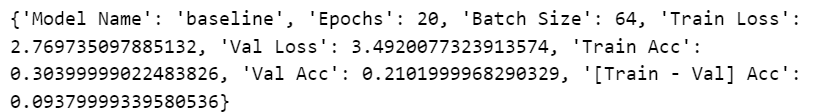 {'Model Name': 'baseline', 'Epochs': 20, 'Batch Size': 64, 'Train Loss':
2.769735097885132, 'Val Loss': 3.4920077323913574, 'Train Acc':
0.30399999022483826, 'Val Acc': 0.2101999968290329, '[Train - Val] Acc':
0.09379999339580536}